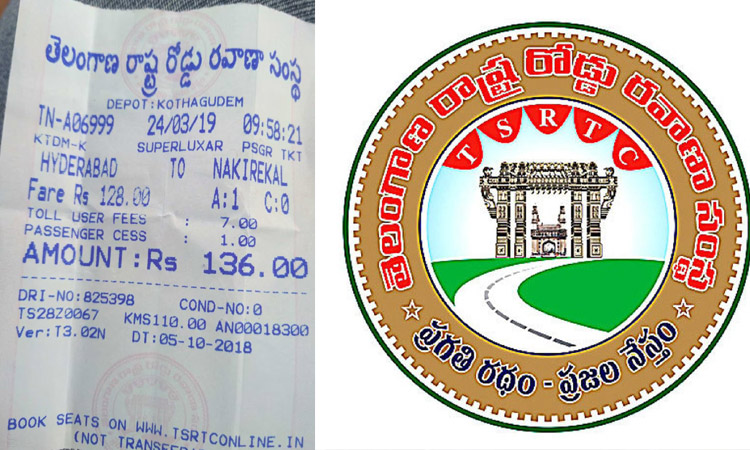 తెలంగాణ రాష్ట్ర రోడ్డు రవాణా సంస్థ
DEPOT:KOTHAGUDEM
TN-A06999 24/03/19 09:58:21
KTDM-K SUPERLUXAR PSGR TKT
HYDERABAD TO NAKIREKAL
Fare Rs 128.00 A:1 C:0
TOLL USER FEES : 7.00
PASSENGER CESS : 1.00
AMOUNT:Rs 136.00
DRI-NO:825398 COND-NO:0
TS28Z0067 KMS110.00 AN00018300
Ver:T3.02N DT:05-10-2018
BOOK SEATS ON WWW.TSRTCONLINE.IN
(NOT
తెలంగాణ రాష్ట్ర రోడ్డు రవాణా సంస్థ
TSRTC
ప్రగతి రథం - ప్రజల నేస్తం